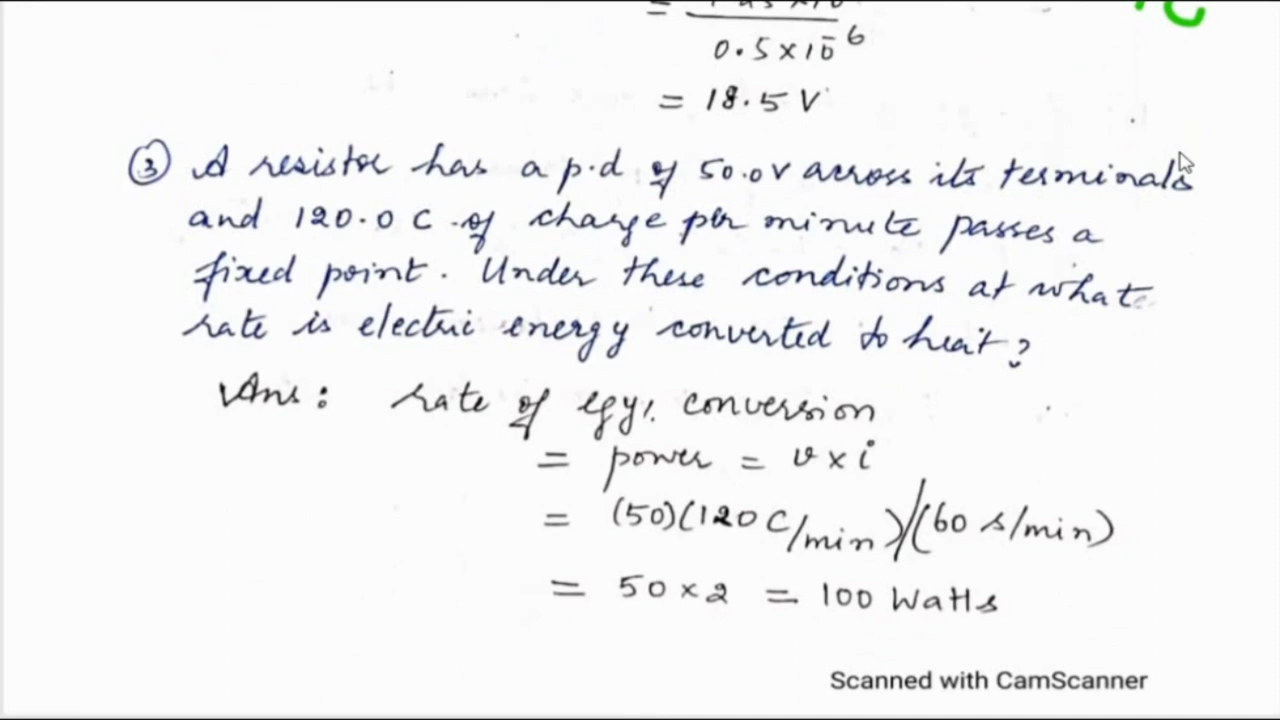 =
0.5×10⁻⁶
= 18.5 V
③ A resistor has a p.d of 50.0V across its terminals
and 120.0 C of charge per minute passes a
fixed point. Under these conditions at what
rate is electric energy converted to heat?
Ans: rate of egy. conversion
= power = v × i
= (50)(120 C/min)/(60 s/min)
= 50 × 2 = 100 Watts
Scanned with CamScanner